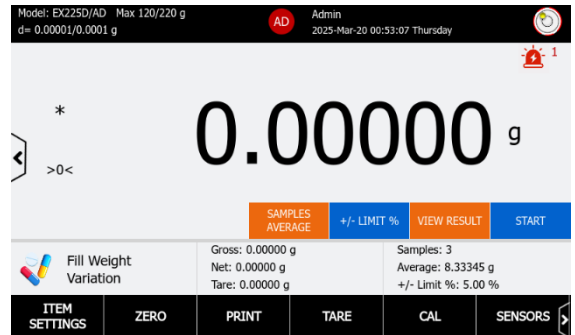 Model: EX225D/AD Max 120/220 g
d= 0.00001/0.0001 g
AD
Admin
2025-Mar-20 00:53:07 Thursday
1
*
>0<
0.00000 g
SAMPLES
AVERAGE
+/- LIMIT %
VIEW RESULT
START
Fill Weight
Variation
Gross: 0.00000 g
Net: 0.00000 g
Tare: 0.00000 g
Samples: 3
Average: 8.33345 g
+/- Limit %: 5.00 %
ITEM
SETTINGS
ZERO
PRINT
TARE
CAL
SENSORS